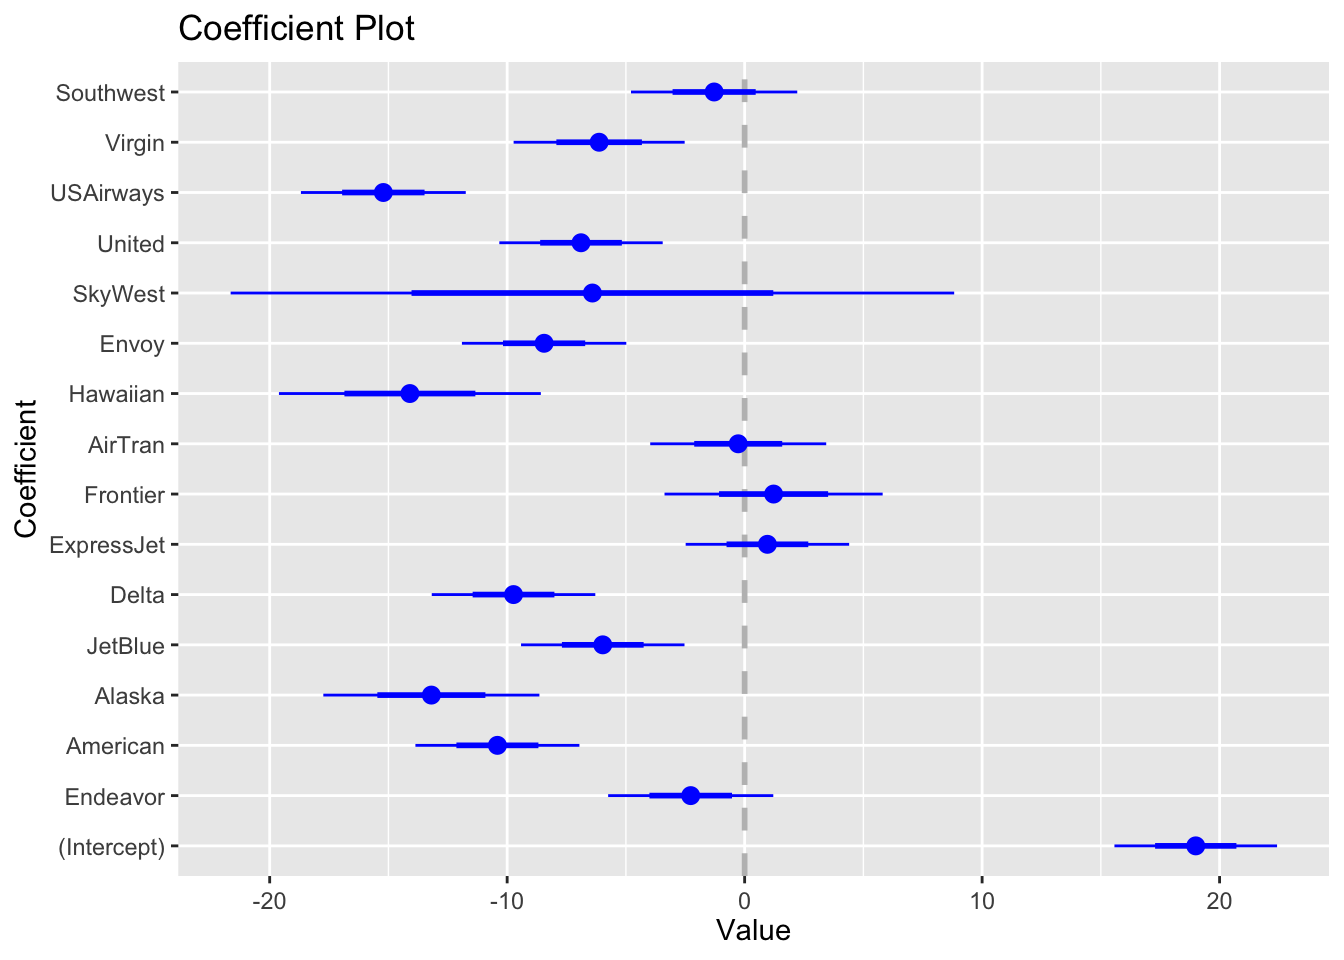 Coefficient Plot
Southwest
Virgin
USAirways
United
SkyWest
Envoy
Hawaiian
AirTran
Frontier
ExpressJet
Delta
JetBlue
Alaska
American
Endeavor
(Intercept)
Coefficient
-20 -10 0 10 20
Value